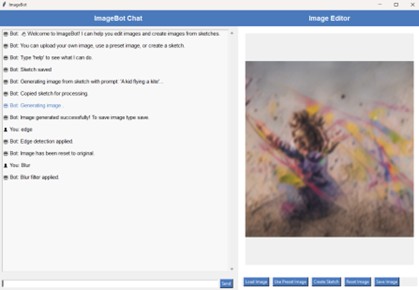 ImageBot
ImageBot Chat
Image Editor
Bot: Welcome to ImageBot! I can help you edit images and create images from sketches.
Bot: You can upload your own image, use a preset image, or create a sketch.
Bot: Type 'help' to see what I can do.
Bot: Sketch saved
Bot: Generating image from sketch with prompt: 'A kid flying a kite'...
Bot: Copied sketch for processing.
Bot: Generating image...
Bot: Image generated successfully! To save image type save.
You: edge
Bot: Edge detection applied.
Bot: Image has been reset to original.
You: Blur
Bot: Blur filter applied.
Send
Load Image
Use Preset Image
Create Sketch
Reset Image
Save Image